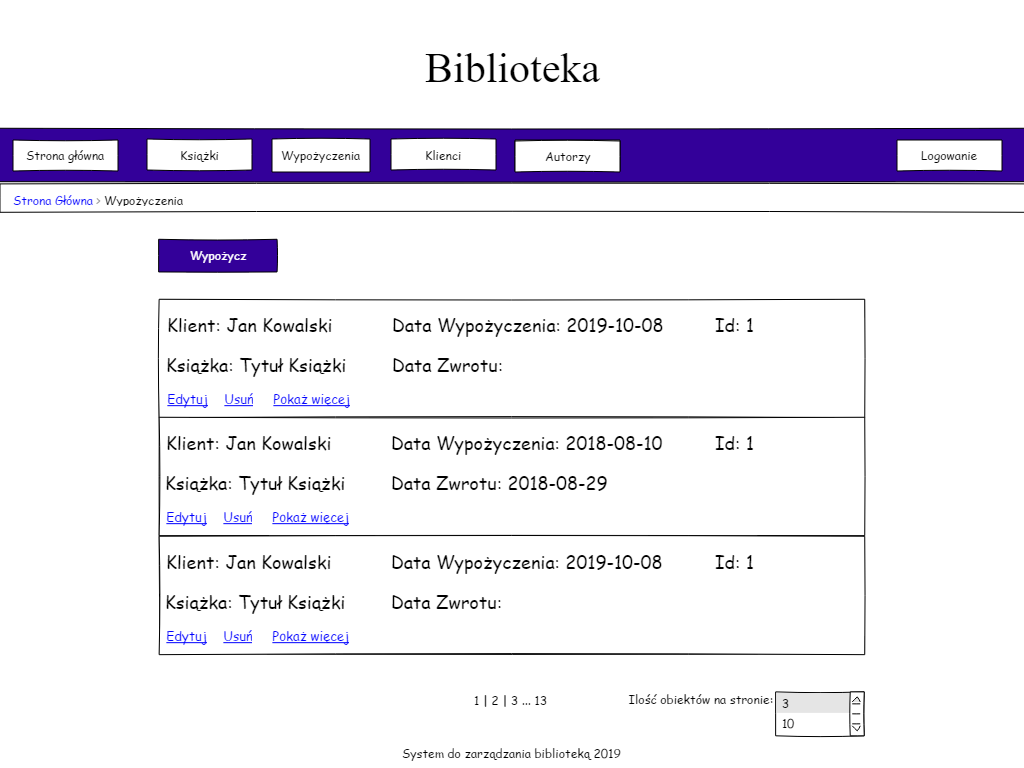 Biblioteka
Strona główna Książki Wypożyczenia Klienci Autorzy Logowanie
Strona Główna > Wypożyczenia
Wypożycz
Klient: Jan Kowalski Data Wypożyczenia: 2019-10-08 Id: 1
Książka: Tytuł Książki Data Zwrotu:
Edytuj Usuń Pokaż więcej
Klient: Jan Kowalski Data Wypożyczenia: 2018-08-10 Id: 1
Książka: Tytuł Książki Data Zwrotu: 2018-08-29
Edytuj Usuń Pokaż więcej
Klient: Jan Kowalski Data Wypożyczenia: 2019-10-08 Id: 1
Książka: Tytuł Książki Data Zwrotu:
Edytuj Usuń Pokaż więcej
1 | 2 | 3 ... 13 Ilość obiektów na stronie: 3
10
System do zarządzania biblioteką 2019